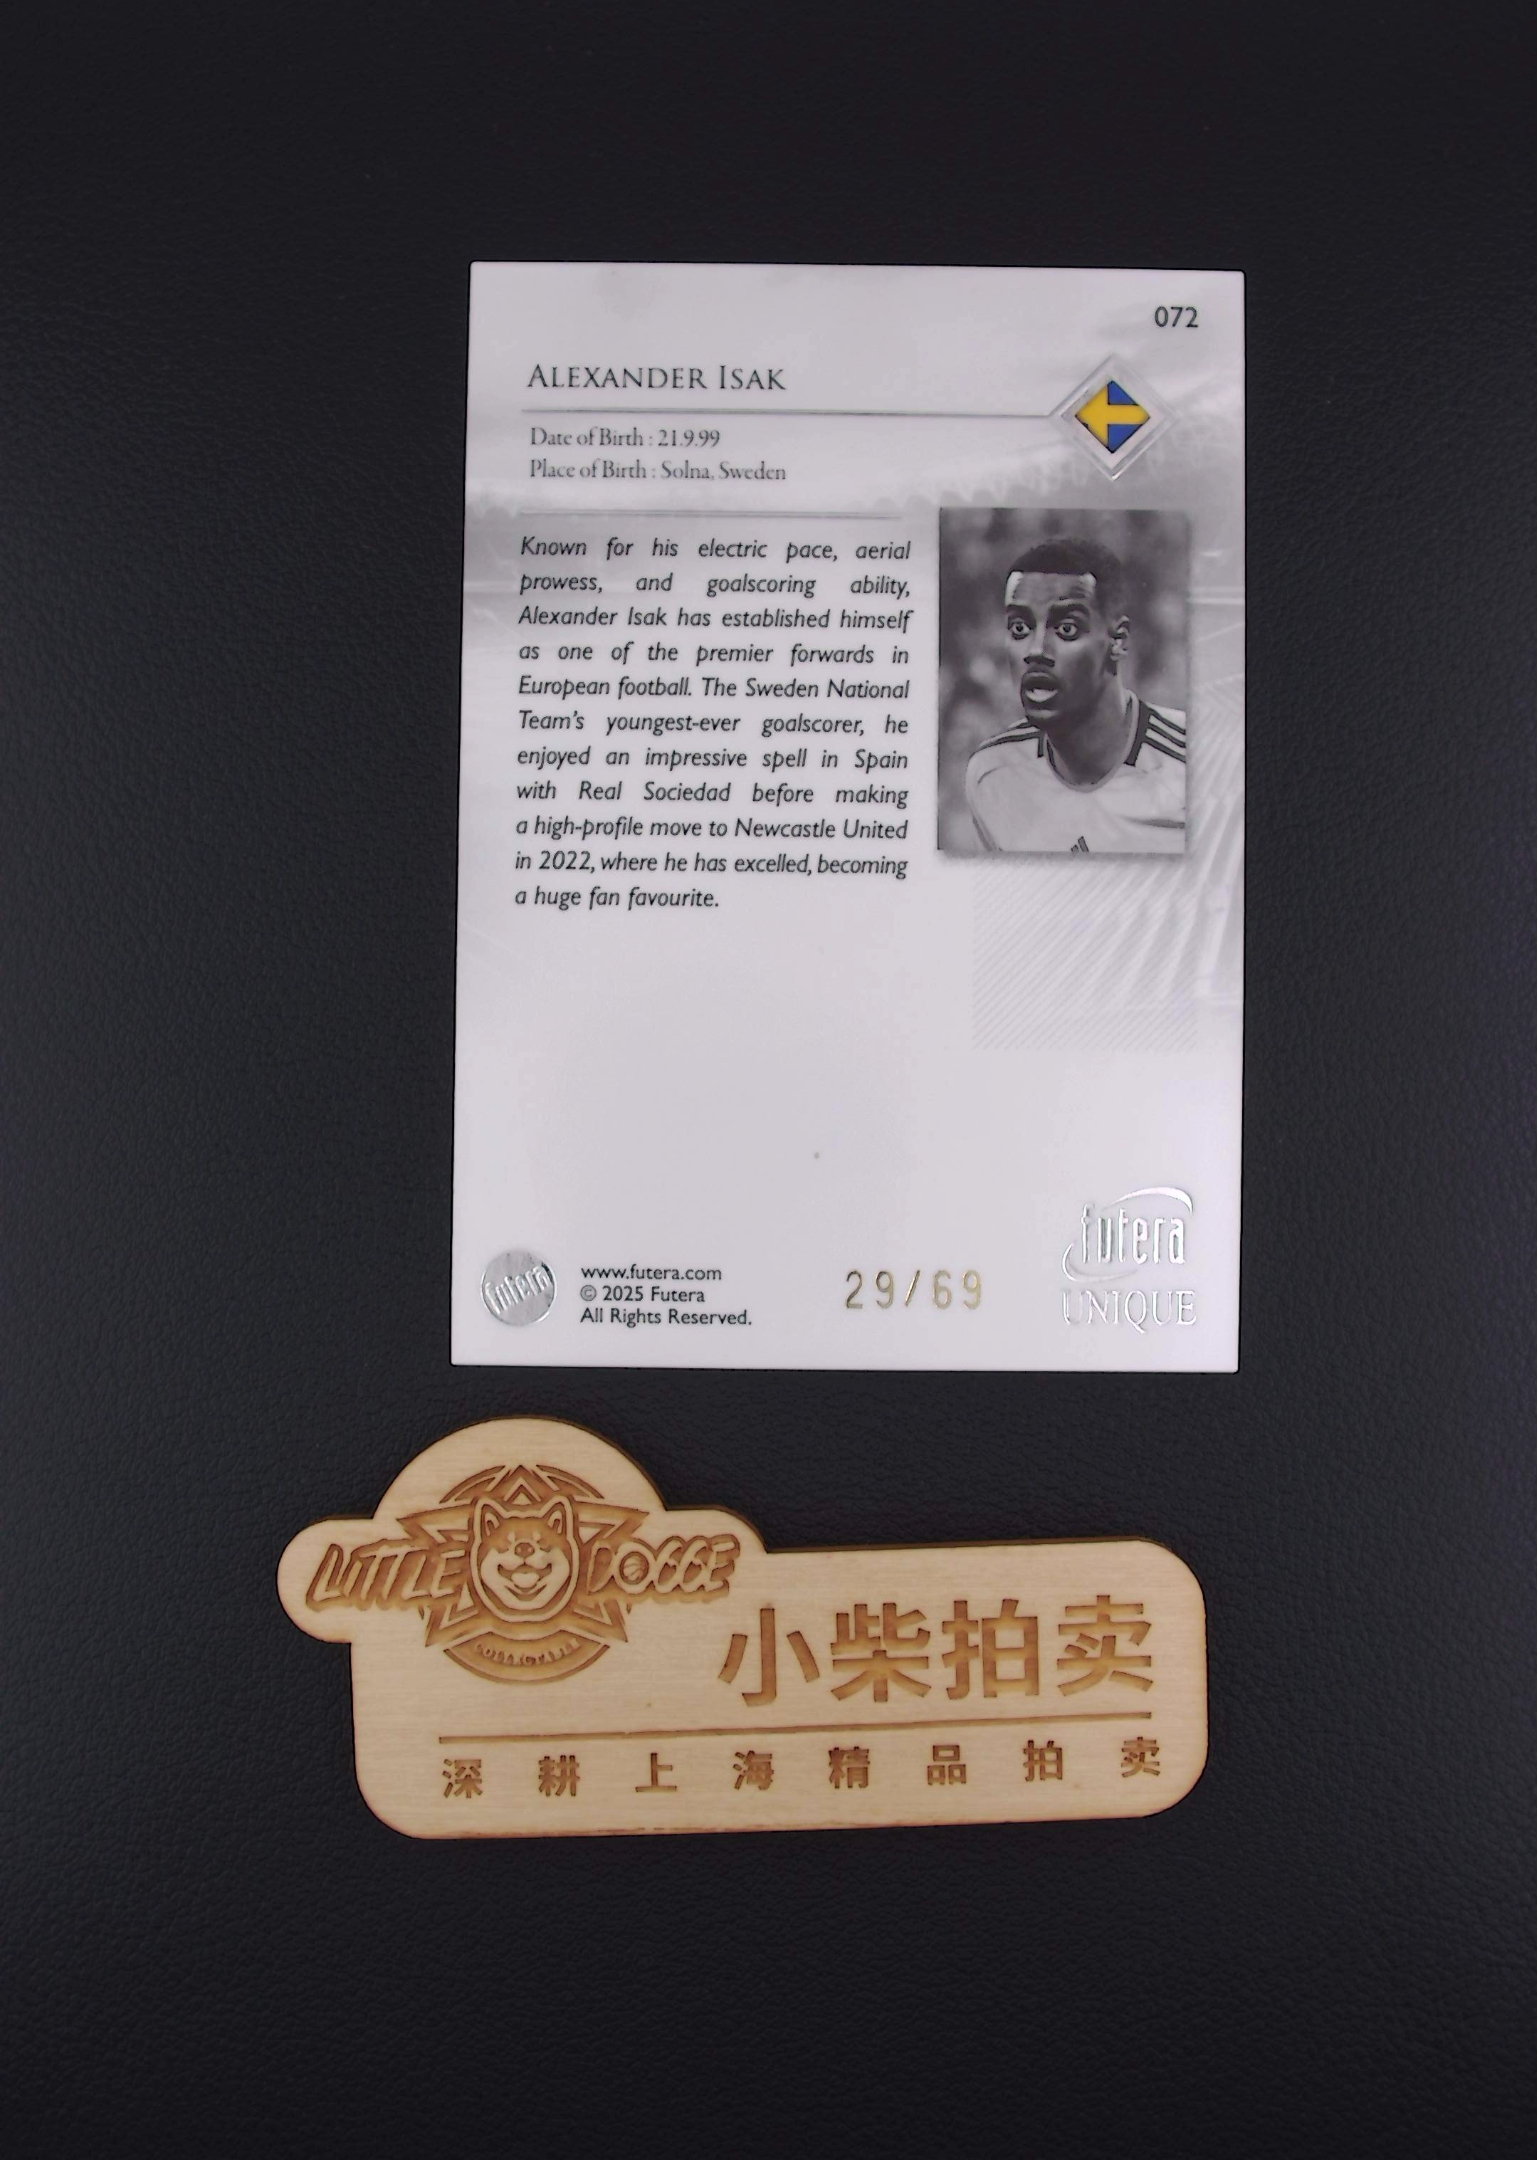 072
ALEXANDER ISAK
Date of Birth : 21.9.99
Place of Birth : Solna, Sweden
Known for his electric pace, aerial
prowess, and goalscoring ability,
Alexander Isak has established himself
as one of the premier forwards in
European football. The Sweden National
Team's youngest-ever goalscorer, he
enjoyed an impressive spell in Spain
with Real Sociedad before making
a high-profile move to Newcastle United
in 2022, where he has excelled, becoming
a huge fan favourite.
futera
www.futera.com
© 2025 Futera
All Rights Reserved.
29/69
futera
UNIQUE
LITTLE DOGGE
小柴拍卖
深耕上海精品拍卖